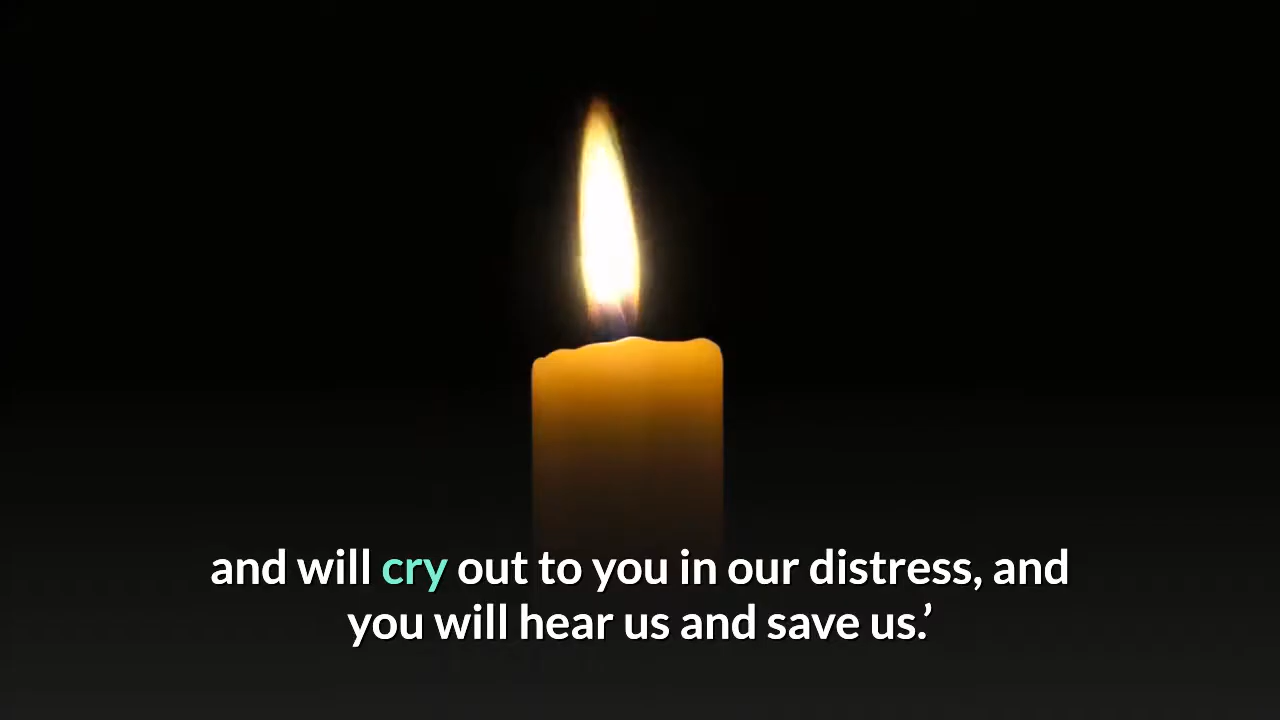 and will cry out to you in our distress, and
you will hear us and save us.’